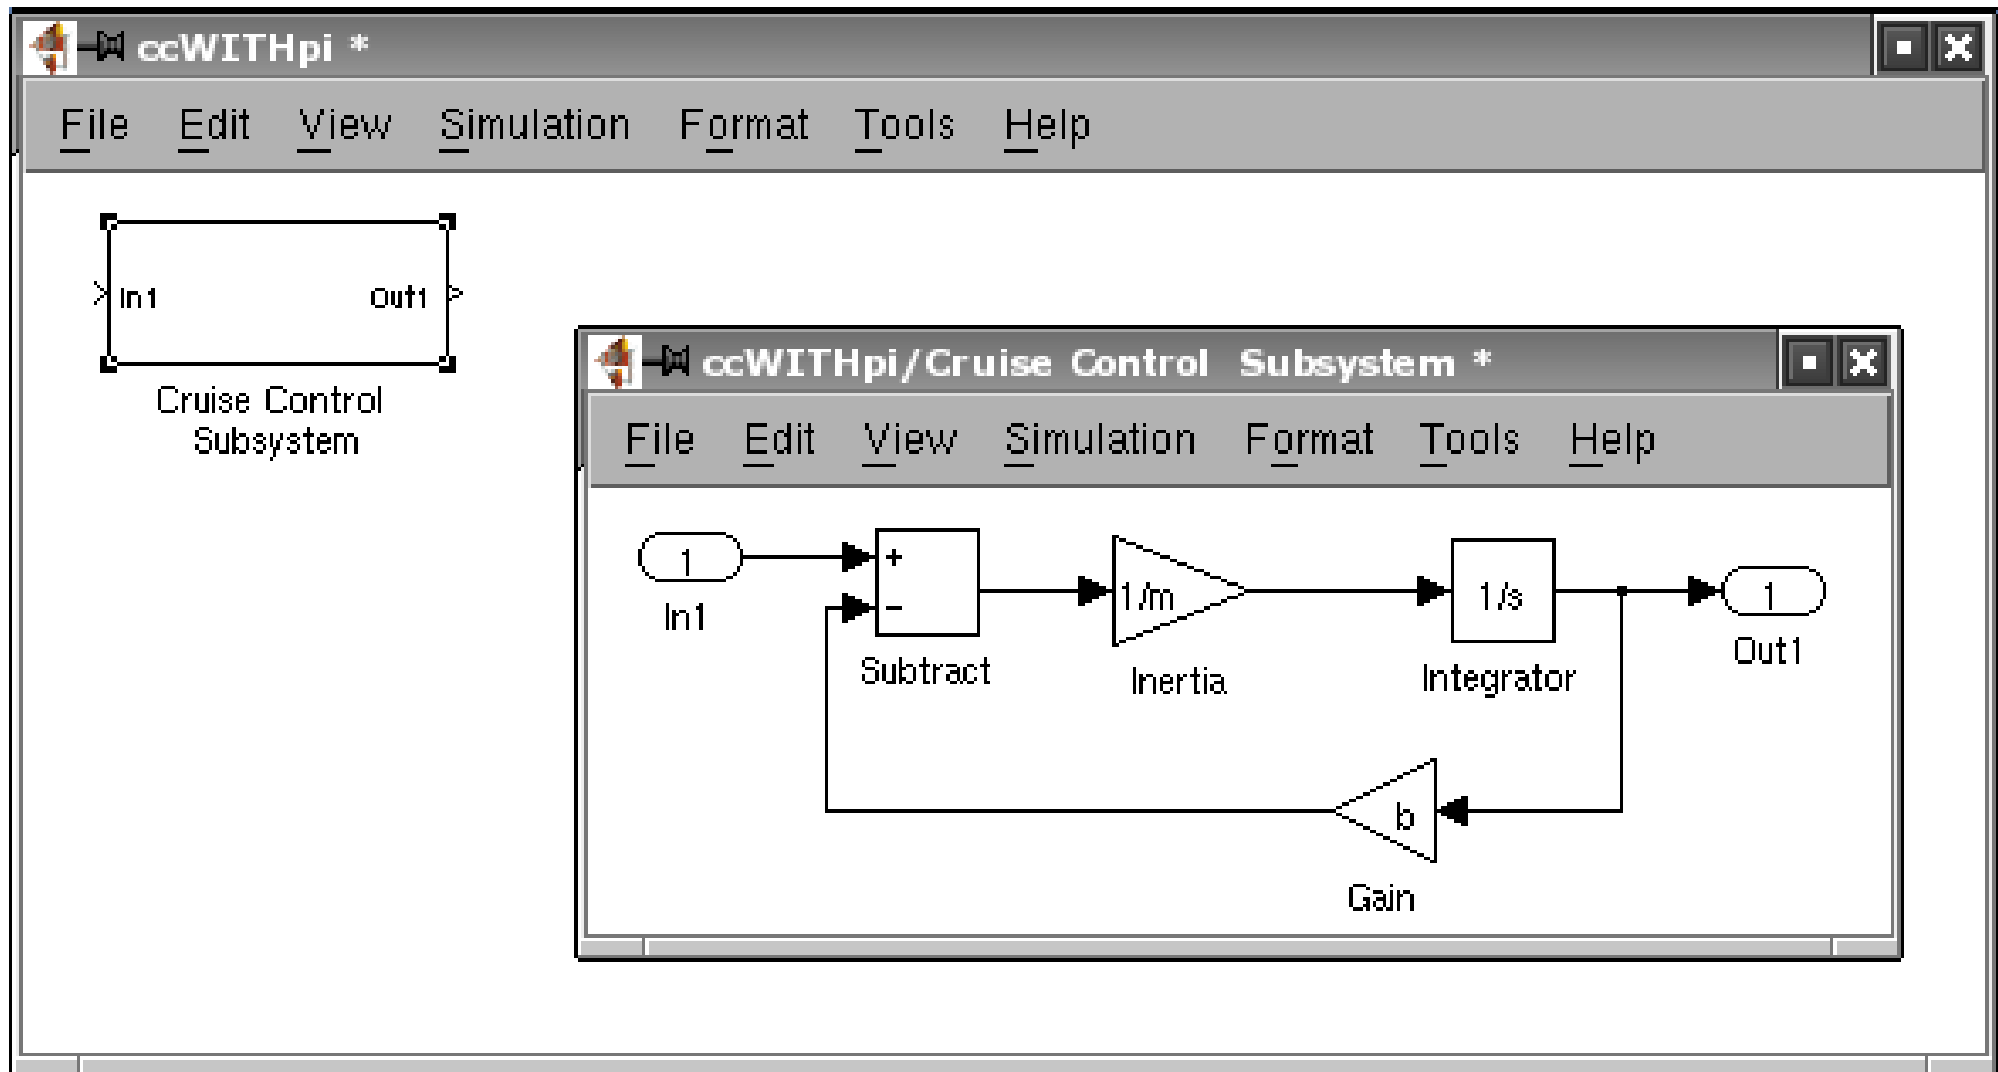 ccWITHpi *
File Edit View Simulation Format Tools Help
In1 Out1
Cruise Control
Subsystem
ccWITHpi/Cruise Control Subsystem *
File Edit View Simulation Format Tools Help
1
In1
+
−
Subtract
1/m
Inertia
1/s
Integrator
1
Out1
b
Gain